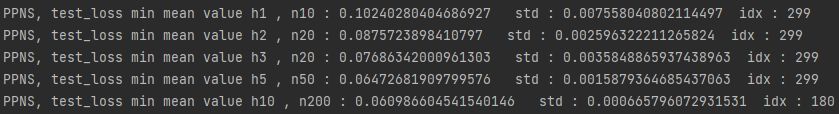 PPNS, test_loss min mean value h1 , n10 : 0.10240280404686927   std : 0.007558040802114497  idx : 299
PPNS, test_loss min mean value h2 , n20 : 0.0875723898410797   std : 0.002596322211265824  idx : 299
PPNS, test_loss min mean value h3 , n20 : 0.07686342000961303   std : 0.0035848865937438963  idx : 299
PPNS, test_loss min mean value h5 , n50 : 0.06472681909799576   std : 0.0015879364685437063  idx : 299
PPNS, test_loss min mean value h10 , n200 : 0.060986604541540146   std : 0.000665796072931531  idx : 180